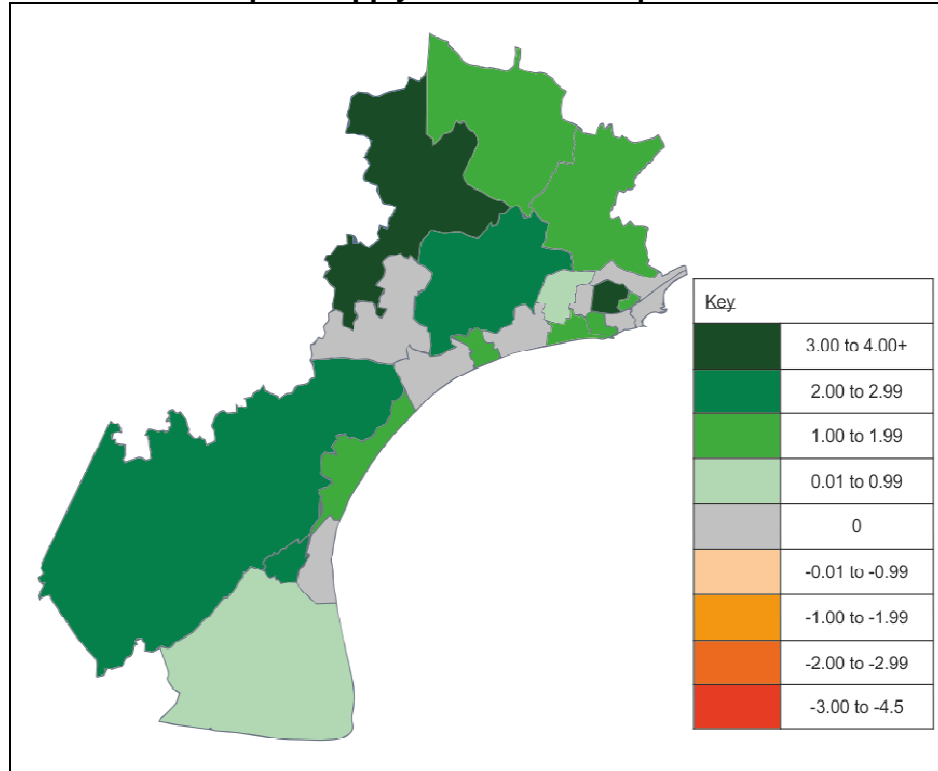 Key
3.00 to 4.00+
2.00 to 2.99
1.00 to 1.99
0.01 to 0.99
0
-0.01 to -0.99
-1.00 to -1.99
-2.00 to -2.99
-3.00 to -4.5